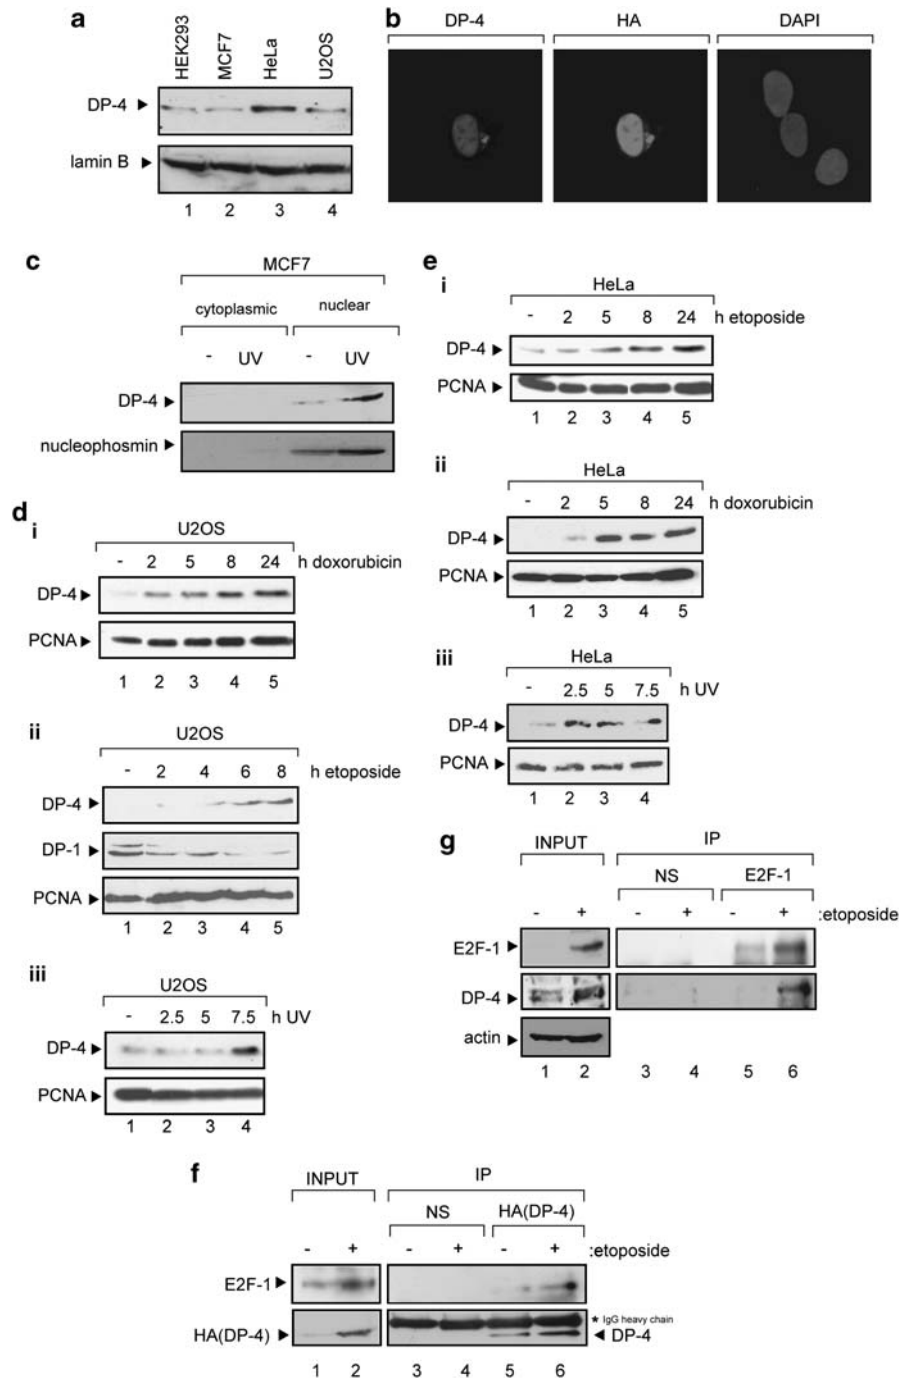 a
HEK293 MCF7 HeLa U2OS
DP-4
lamin B
1 2 3 4
b
DP-4 HA DAPI
c
MCF7
cytoplasmic nuclear
- UV - UV
DP-4
nucleophosmin
d
i
U2OS
- 2 5 8 24 h doxorubicin
DP-4
PCNA
1 2 3 4 5
ii
U2OS
- 2 4 6 8 h etoposide
DP-4
DP-1
PCNA
1 2 3 4 5
iii
U2OS
- 2.5 5 7.5 h UV
DP-4
PCNA
1 2 3 4
e
i
HeLa
- 2 5 8 24 h etoposide
DP-4
PCNA
1 2 3 4 5
ii
HeLa
- 2 5 8 24 h doxorubicin
DP-4
PCNA
1 2 3 4 5
iii
HeLa
- 2.5 5 7.5 h UV
DP-4
PCNA
1 2 3 4
g
INPUT IP
NS E2F-1
- + - + - + :etoposide
E2F-1
DP-4
actin
1 2 3 4 5 6
f
INPUT IP
NS HA(DP-4)
- + - + - + :etoposide
E2F-1
* IgG heavy chain
HA(DP-4) DP-4
1 2 3 4 5 6